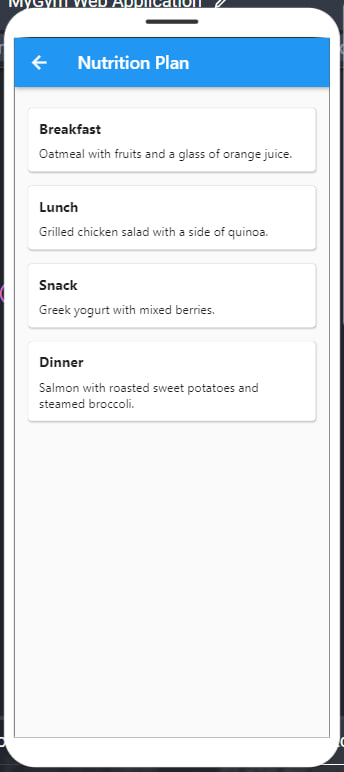 MyGym Web Application
Nutrition Plan
Breakfast
Oatmeal with fruits and a glass of orange juice.
Lunch
Grilled chicken salad with a side of quinoa.
Snack
Greek yogurt with mixed berries.
Dinner
Salmon with roasted sweet potatoes and
steamed broccoli.